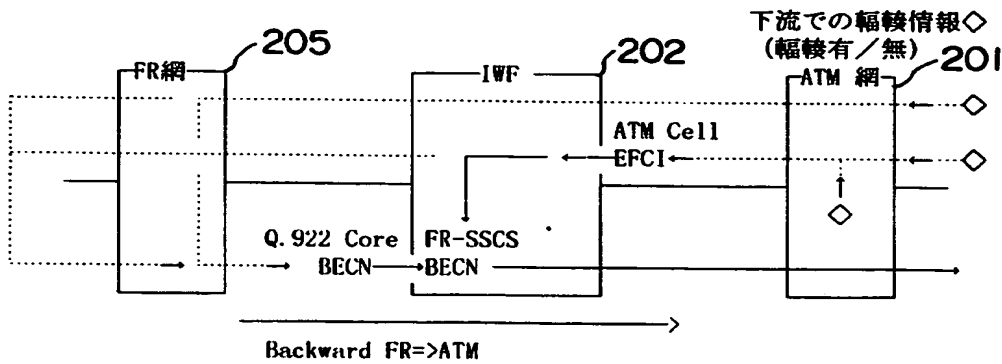 下流での輻輳情報◇
(輻輳有/無)
205
202
201
FR網
IWF
ATM 網
ATM Cell
EFCI
Q.922 Core
FR-SSCS
BECN
BECN
Backward FR=>ATM